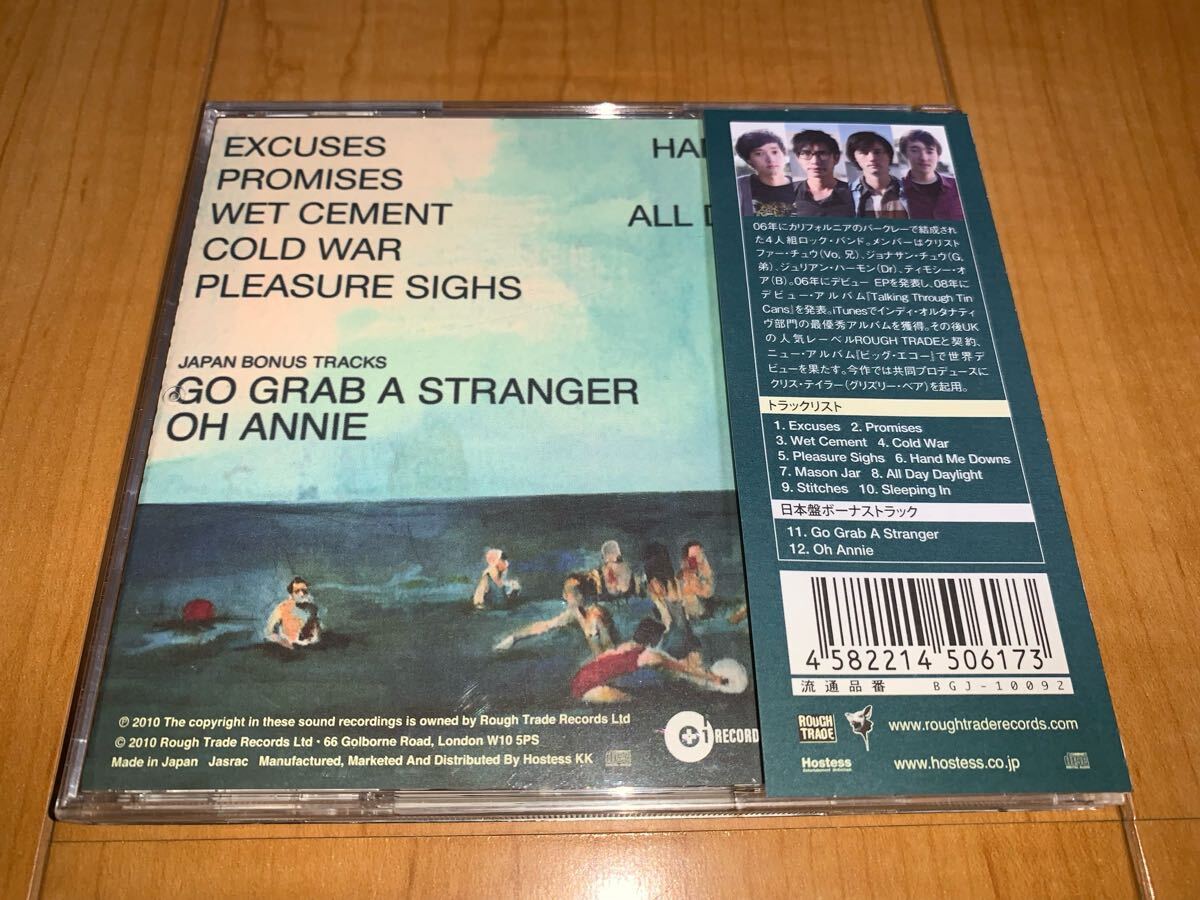 EXCUSES
PROMISES
WET CEMENT
COLD WAR
PLEASURE SIGHS
JAPAN BONUS TRACKS
GO GRAB A STRANGER
OH ANNIE
HAN
ALL D
℗ 2010 The copyright in these sound recordings is owned by Rough Trade Records Ltd
© 2010 Rough Trade Records Ltd · 66 Golborne Road, London W10 5PS
Made in Japan Jasrac Manufactured, Marketed And Distributed By Hostess KK
+1 RECORD
06年にカリフォルニアのバークレーで結成され
た4人組ロック・バンド。メンバーはクリスト
ファー・チュウ(Vo, 兄)、ジョナサン・チュウ(G,
弟)、ジュリアン・ハーモン(Dr)、ティモシー・オ
ア(B)。06年にデビュー EPを発表し、08年に
デビュー・アルバム『Talking Through Tin
Cans』を発表。iTunesでインディ・オルタナティ
ヴ部門の最優秀アルバムを獲得。その後UK
の人気レーベルROUGH TRADEと契約、
ニュー・アルバム『ビッグ・エコー』で世界デ
ビューを果たす。今作では共同プロデュースに
クリス・テイラー(グリズリー・ベア)を起用。
トラックリスト
1. Excuses 2. Promises
3. Wet Cement 4. Cold War
5. Pleasure Sighs 6. Hand Me Downs
7. Mason Jar 8. All Day Daylight
9. Stitches 10. Sleeping In
日本盤ボーナストラック
11. Go Grab A Stranger
12. Oh Annie
4 582214 506173
流通品番 BGJ-10092
ROUGH TRADE
www.roughtraderecords.com
Hostess
www.hostess.co.jp